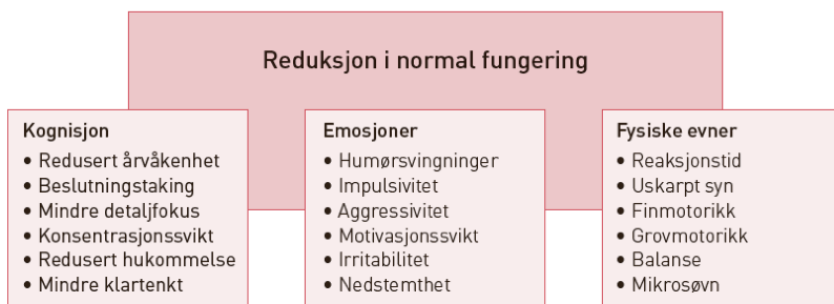 Reduksjon i normal fungering
Kognisjon
• Redusert årvåkenhet
• Beslutningstaking
• Mindre detaljfokus
• Konsentrasjonssvikt
• Redusert hukommelse
• Mindre klartenkt
Emosjoner
• Humørsvingninger
• Impulsivitet
• Aggressivitet
• Motivasjonssvikt
• Irritabilitet
• Nedstemthet
Fysiske evner
• Reaksjonstid
• Uskarpt syn
• Finmotorikk
• Grovmotorikk
• Balanse
• Mikrosøvn